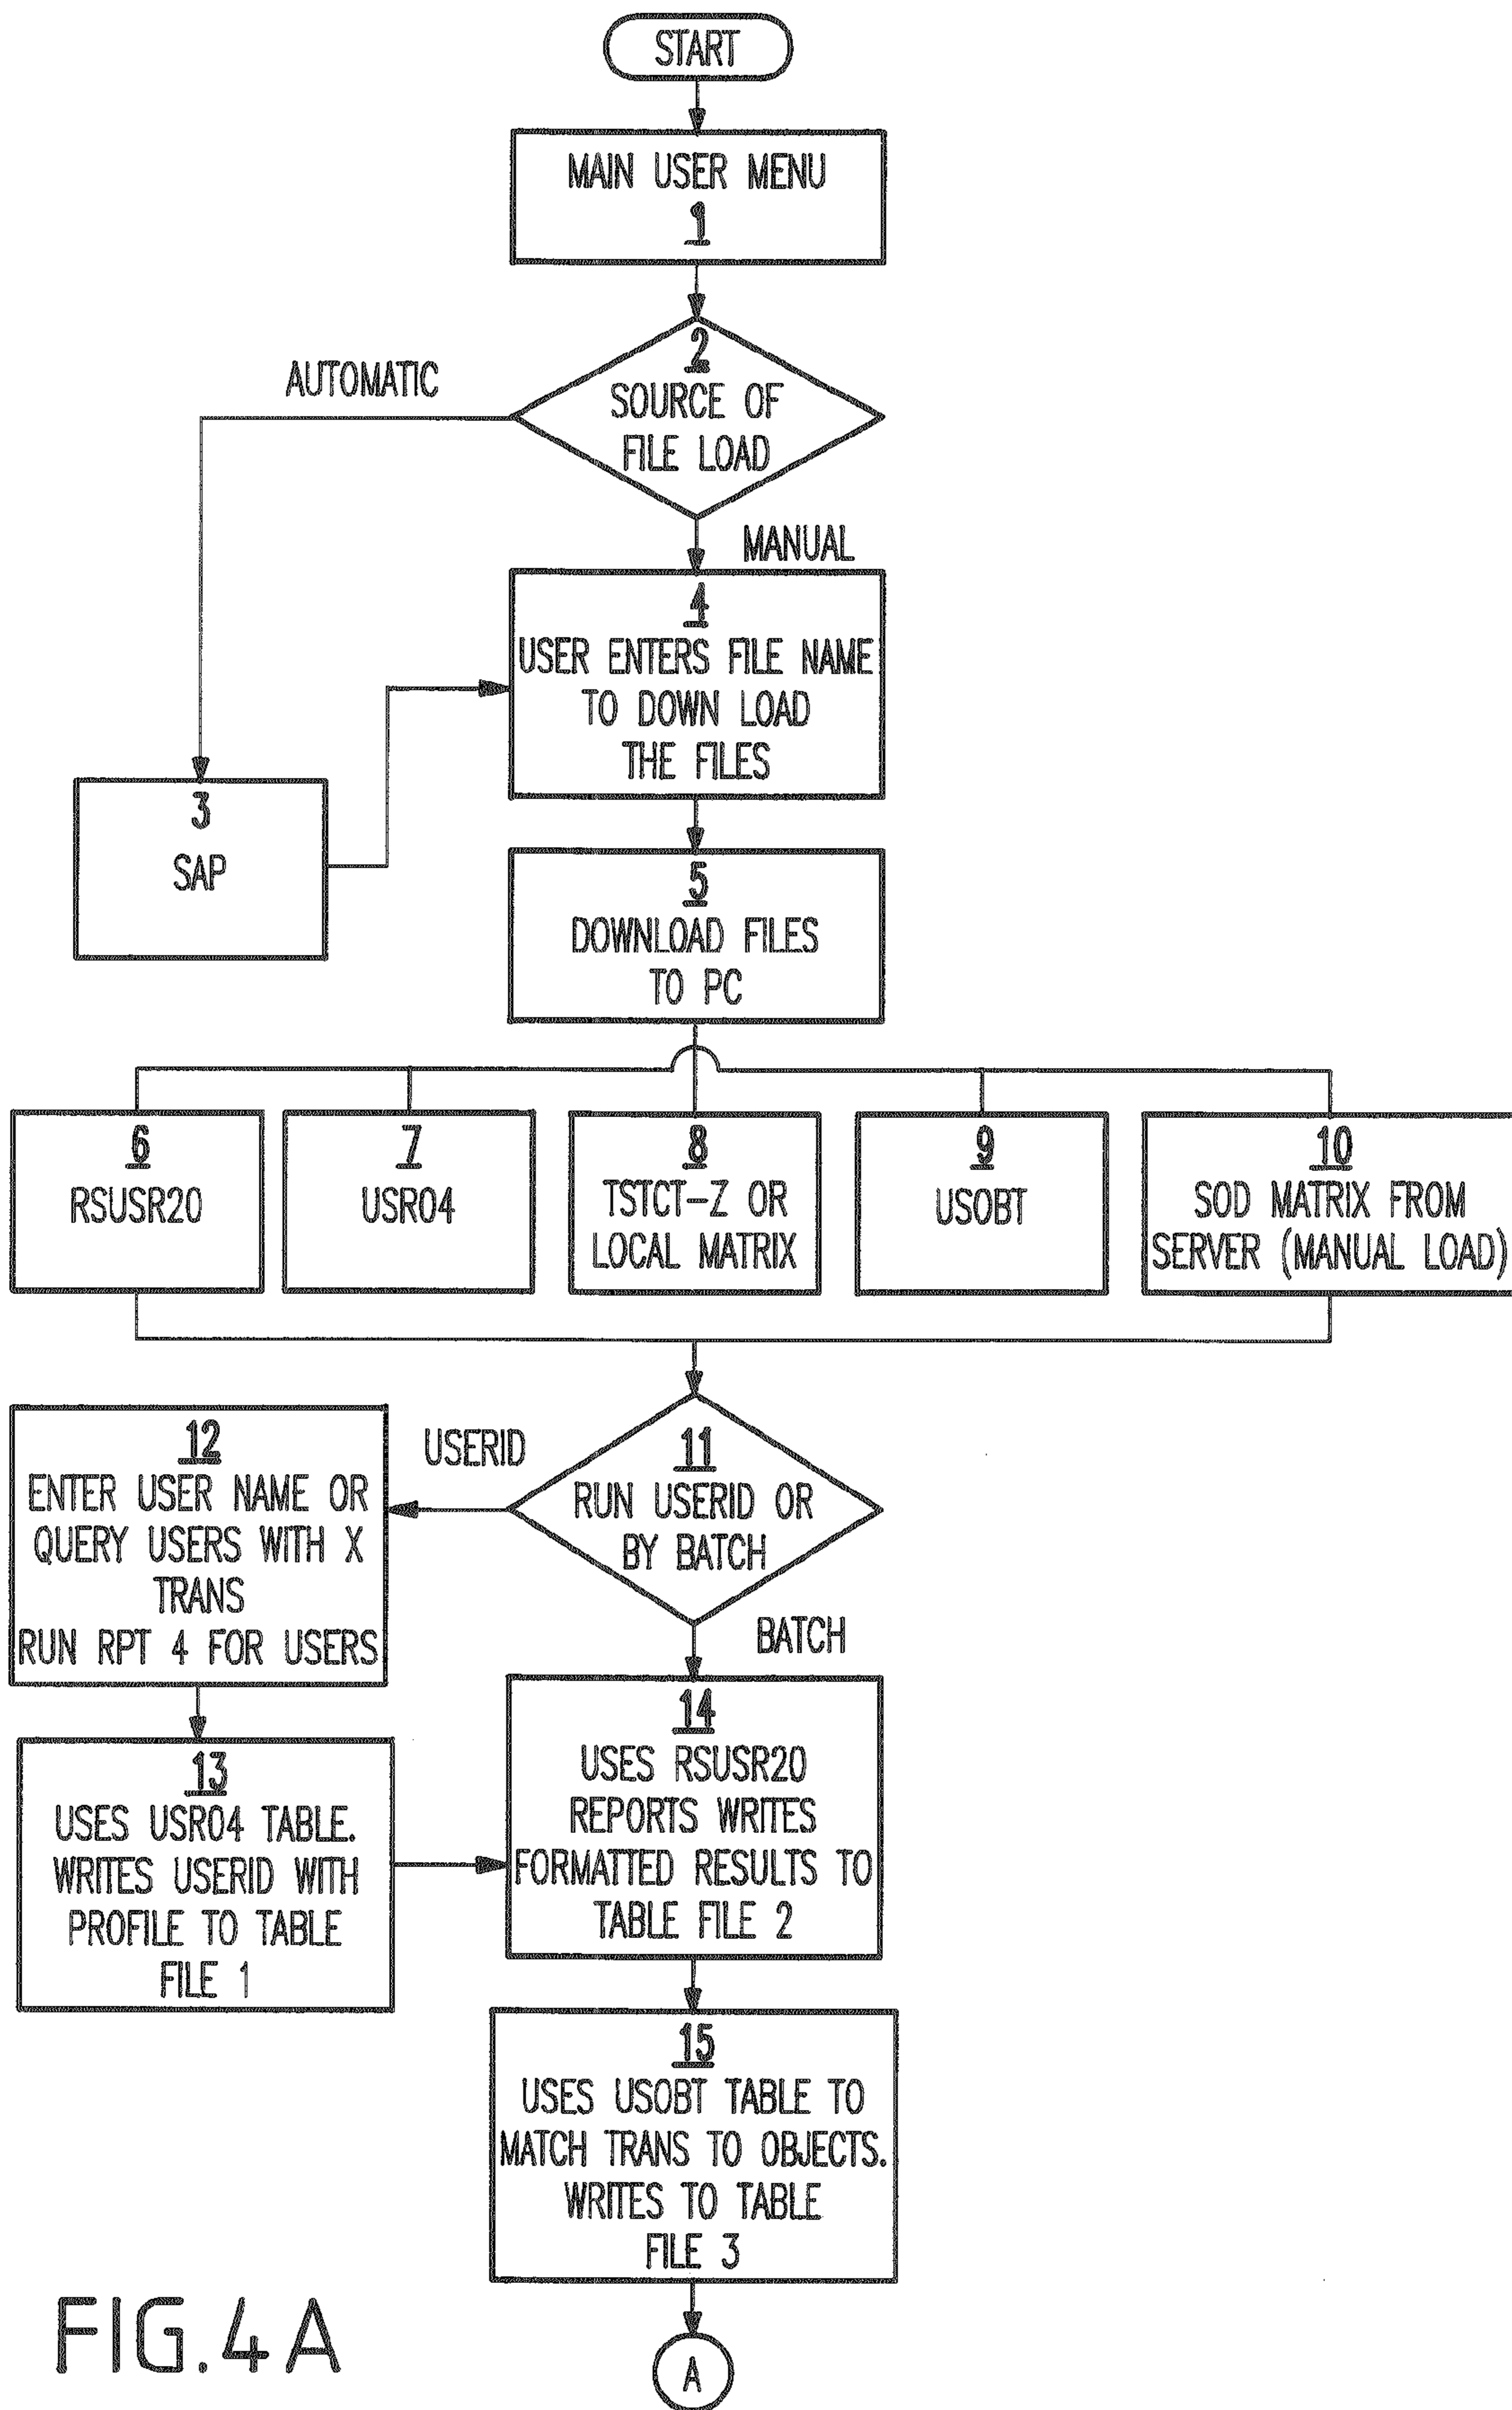 START
MAIN USER MENU
1
2
SOURCE OF
FILE LOAD
AUTOMATIC
MANUAL
3
SAP
4
USER ENTERS FILE NAME
TO DOWN LOAD
THE FILES
5
DOWNLOAD FILES
TO PC
6
RSUSR20
7
USR04
8
TSTCT-Z OR
LOCAL MATRIX
9
USOBT
10
SOD MATRIX FROM
SERVER (MANUAL LOAD)
11
RUN USERID OR
BY BATCH
USERID
BATCH
12
ENTER USER NAME OR
QUERY USERS WITH X
TRANS
RUN RPT 4 FOR USERS
13
USES USR04 TABLE.
WRITES USERID WITH
PROFILE TO TABLE
FILE 1
14
USES RSUSR20
REPORTS WRITES
FORMATTED RESULTS TO
TABLE FILE 2
15
USES USOBT TABLE TO
MATCH TRANS TO OBJECTS.
WRITES TO TABLE
FILE 3
A
FIG.4A